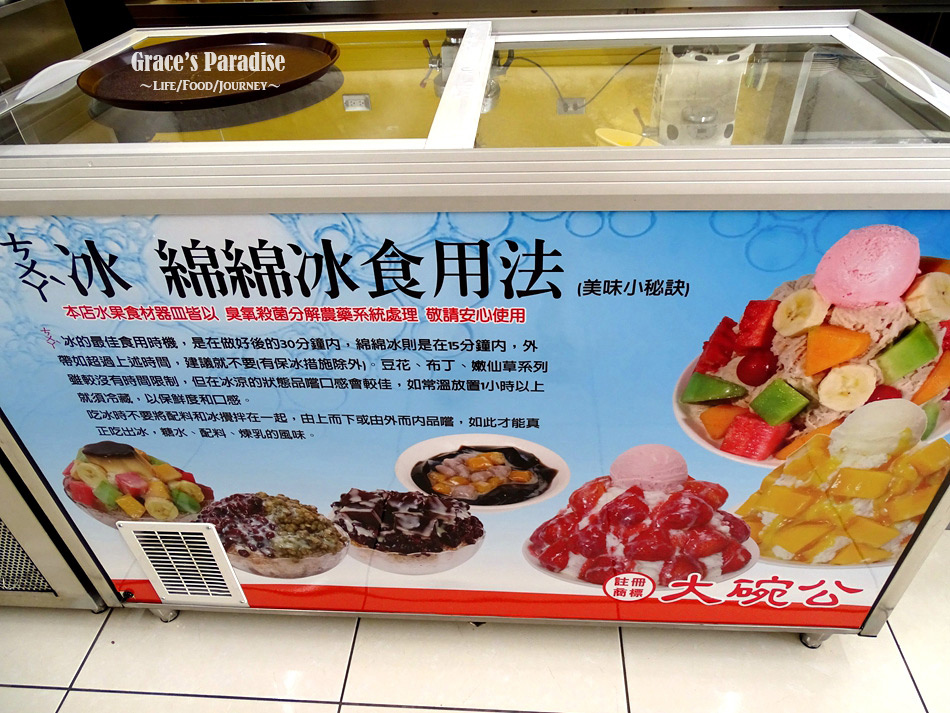 Grace's Paradise
～Life/Food/Journey～
ㄘㄨㄚˋ冰 綿綿冰食用法 (美味小秘訣)
本店水果食材器皿皆以 臭氧殺菌分解農藥系統處理 敬請安心使用
ㄘㄨㄚˋ冰的最佳食用時機，是在做好後的30分鐘內，綿綿冰則是在15分鐘內，外
帶如超過上述時間，建議就不要(有保冰措施除外)。豆花、布丁、嫩仙草系列
雖較沒有時間限制，但在冰涼的狀態品嚐口感會較佳，如常溫放置1小時以上
就須冷藏，以保鮮度和口感。
吃冰時不要將配料和冰攪拌在一起，由上而下或由外而內品嚐，如此才能真
正吃出冰，糖水、配料、煉乳的風味。
註冊
商標
大碗公